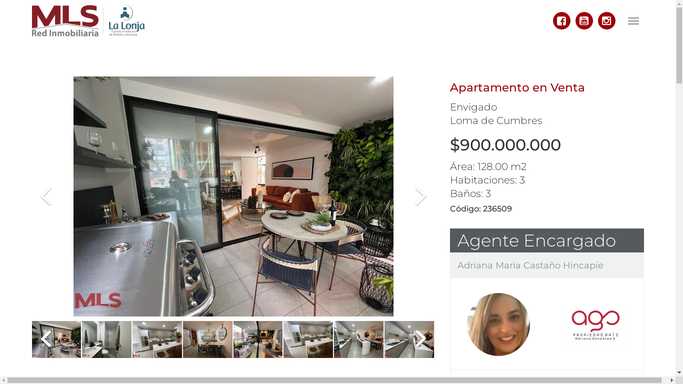 MLS
Red Inmobiliaria
La Lonja
Apartamento en Venta
Envigado
Loma de Cumbres
$900.000.000
Área: 128.00 m2
Habitaciones: 3
Baños: 3
Código: 236509
MLS
Agente Encargado
Adriana Maria Castaño Hincapie
ago